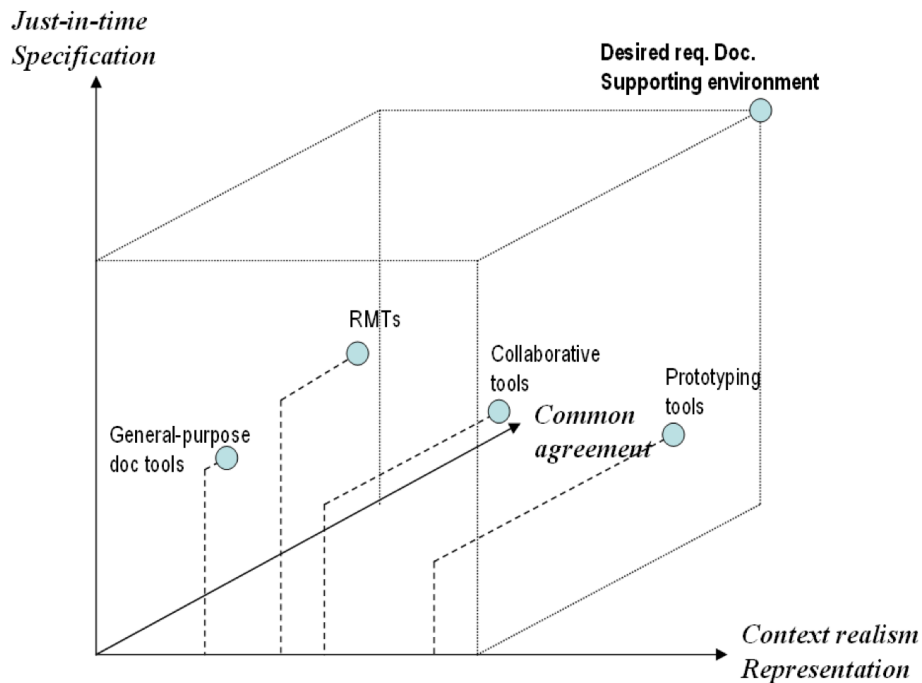 Just-in-time
Specification
Desired req. Doc.
Supporting environment
RMTs
Collaborative
tools
Prototyping
tools
Common
agreement
General-purpose
doc tools
Context realism
Representation